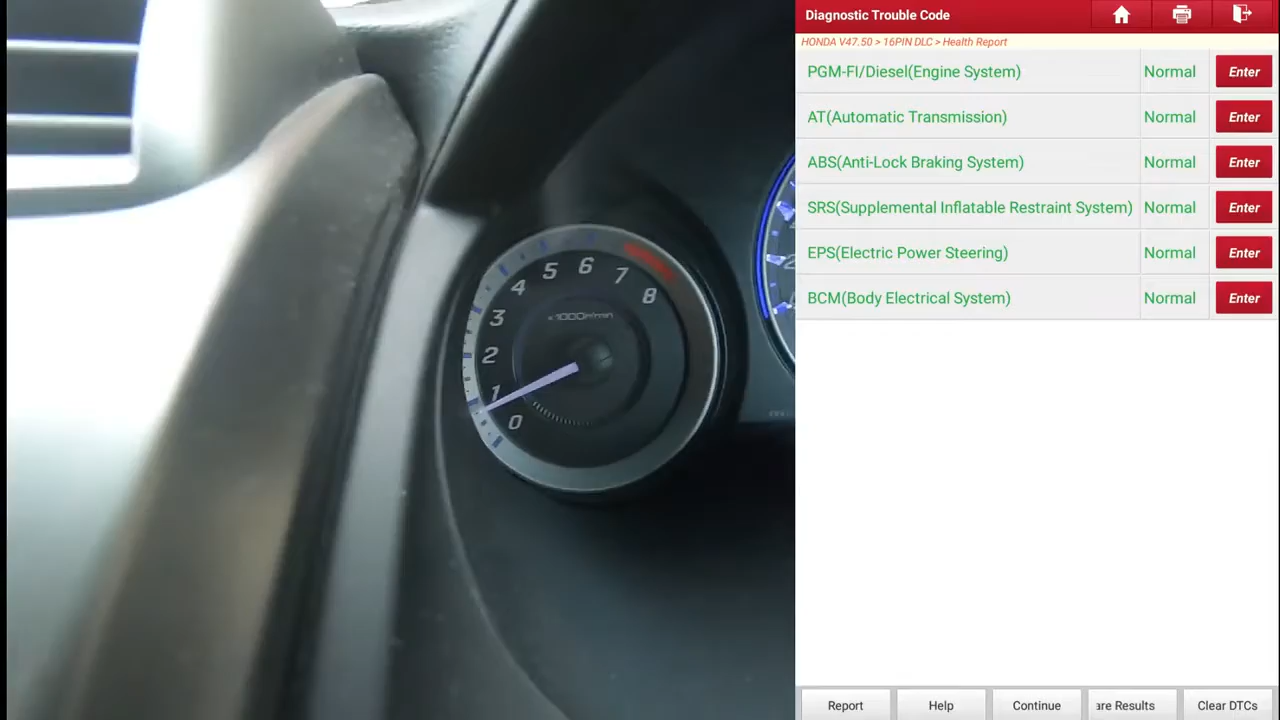 5 6 7
4 8
3
x1000r/min
2
1
0
Diagnostic Trouble Code
HONDA V47.50 > 16PIN DLC > Health Report
PGM-FI/Diesel(Engine System) Normal Enter
AT(Automatic Transmission) Normal Enter
ABS(Anti-Lock Braking System) Normal Enter
SRS(Supplemental Inflatable Restraint System) Normal Enter
EPS(Electric Power Steering) Normal Enter
BCM(Body Electrical System) Normal Enter
Report Help Continue are Results Clear DTCs